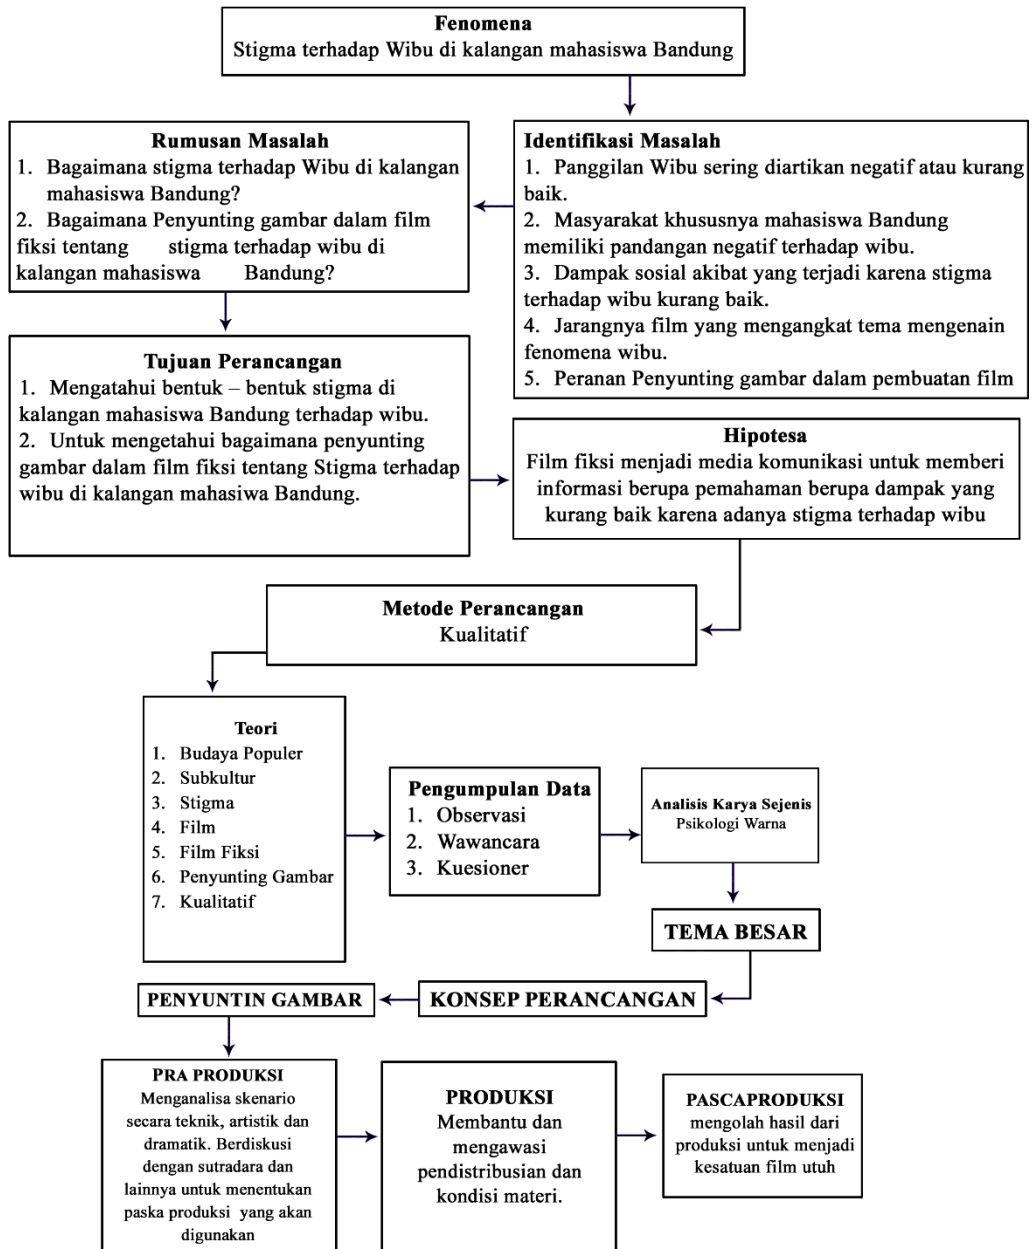 Fenomena
Stigma terhadap Wibu di kalangan mahasiswa Bandung
Identifikasi Masalah
1. Panggilan Wibu sering diartikan negatif atau kurang
baik.
2. Masyarakat khususnya mahasiswa Bandung
memiliki pandangan negatif terhadap wibu.
3. Dampak sosial akibat yang terjadi karena stigma
terhadap wibu kurang baik.
4. Jarangnya film yang mengangkat tema mengenain
fenomena wibu.
5. Peranan Penyunting gambar dalam pembuatan film
Rumusan Masalah
1. Bagaimana stigma terhadap Wibu di kalangan
mahasiswa Bandung?
2. Bagaimana Penyunting gambar dalam film
fiksi tentang stigma terhadap wibu di
kalangan mahasiswa Bandung?
Tujuan Perancangan
1. Mengatahui bentuk – bentuk stigma di
kalangan mahasiswa Bandung terhadap wibu.
2. Untuk mengetahui bagaimana penyunting
gambar dalam film fiksi tentang Stigma terhadap
wibu di kalangan mahasiwa Bandung.
Hipotesa
Film fiksi menjadi media komunikasi untuk memberi
informasi berupa pemahaman berupa dampak yang
kurang baik karena adanya stigma terhadap wibu
Metode Perancangan
Kualitatif
Teori
1. Budaya Populer
2. Subkultur
3. Stigma
4. Film
5. Film Fiksi
6. Penyunting Gambar
7. Kualitatif
Pengumpulan Data
1. Observasi
2. Wawancara
3. Kuesioner
Analisis Karya Sejenis
Psikologi Warna
TEMA BESAR
KONSEP PERANCANGAN
PENYUNTIN GAMBAR
PRA PRODUKSI
Menganalisa skenario
secara teknik, artistik dan
dramatik. Berdiskusi
dengan sutradara dan
lainnya untuk menentukan
paska produksi yang akan
digunakan
PRODUKSI
Membantu dan
mengawasi
pendistribusian dan
kondisi materi.
PASCAPRODUKSI
mengolah hasil dari
produksi untuk menjadi
kesatuan film utuh